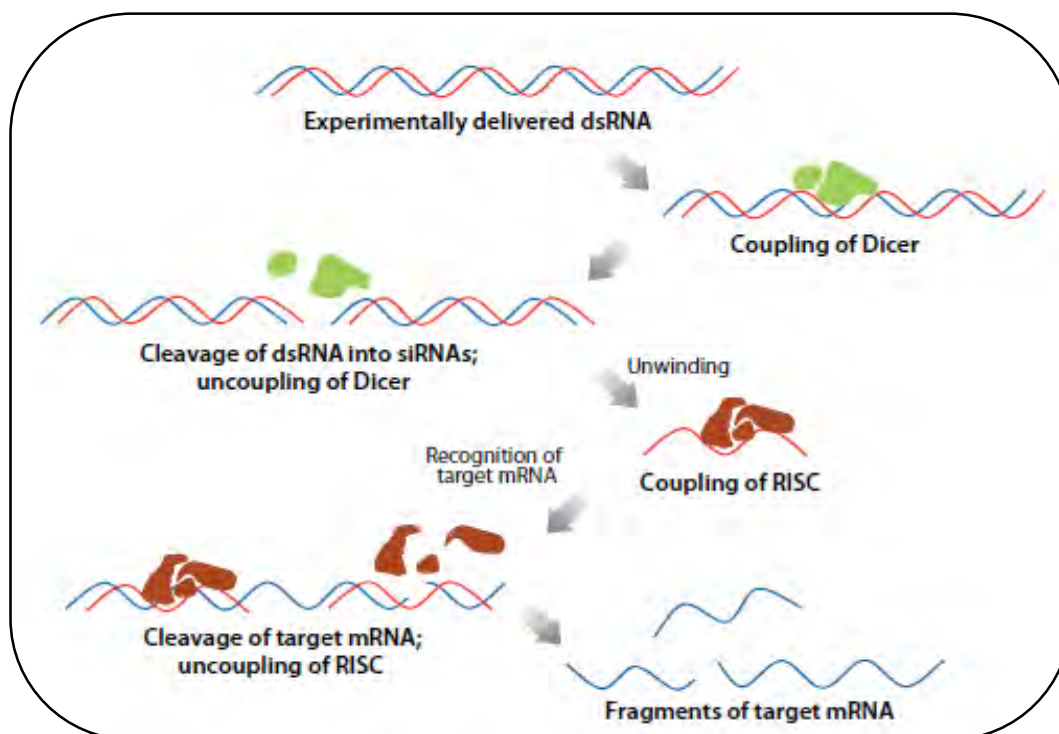 Experimentally delivered dsRNA
Coupling of Dicer
Cleavage of dsRNA into siRNAs;
uncoupling of Dicer
Unwinding
Coupling of RISC
Recognition of
target mRNA
Cleavage of target mRNA;
uncoupling of RISC
Fragments of target mRNA